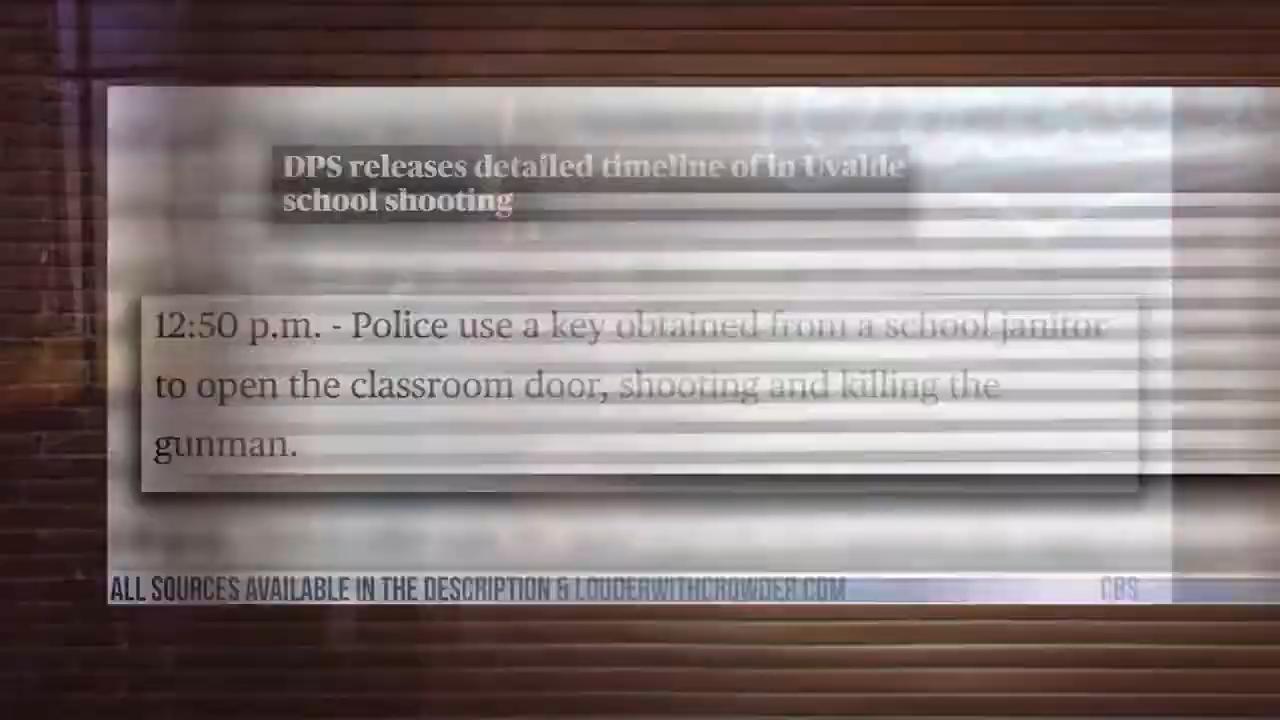 DPS releases detailed timeline of in Uvalde
school shooting
12:50 p.m. - Police use a key obtained from a school janitor
to open the classroom door, shooting and killing the
gunman.
ALL SOURCES AVAILABLE IN THE DESCRIPTION & LOUDERWITHCROWDER.COM
CBS